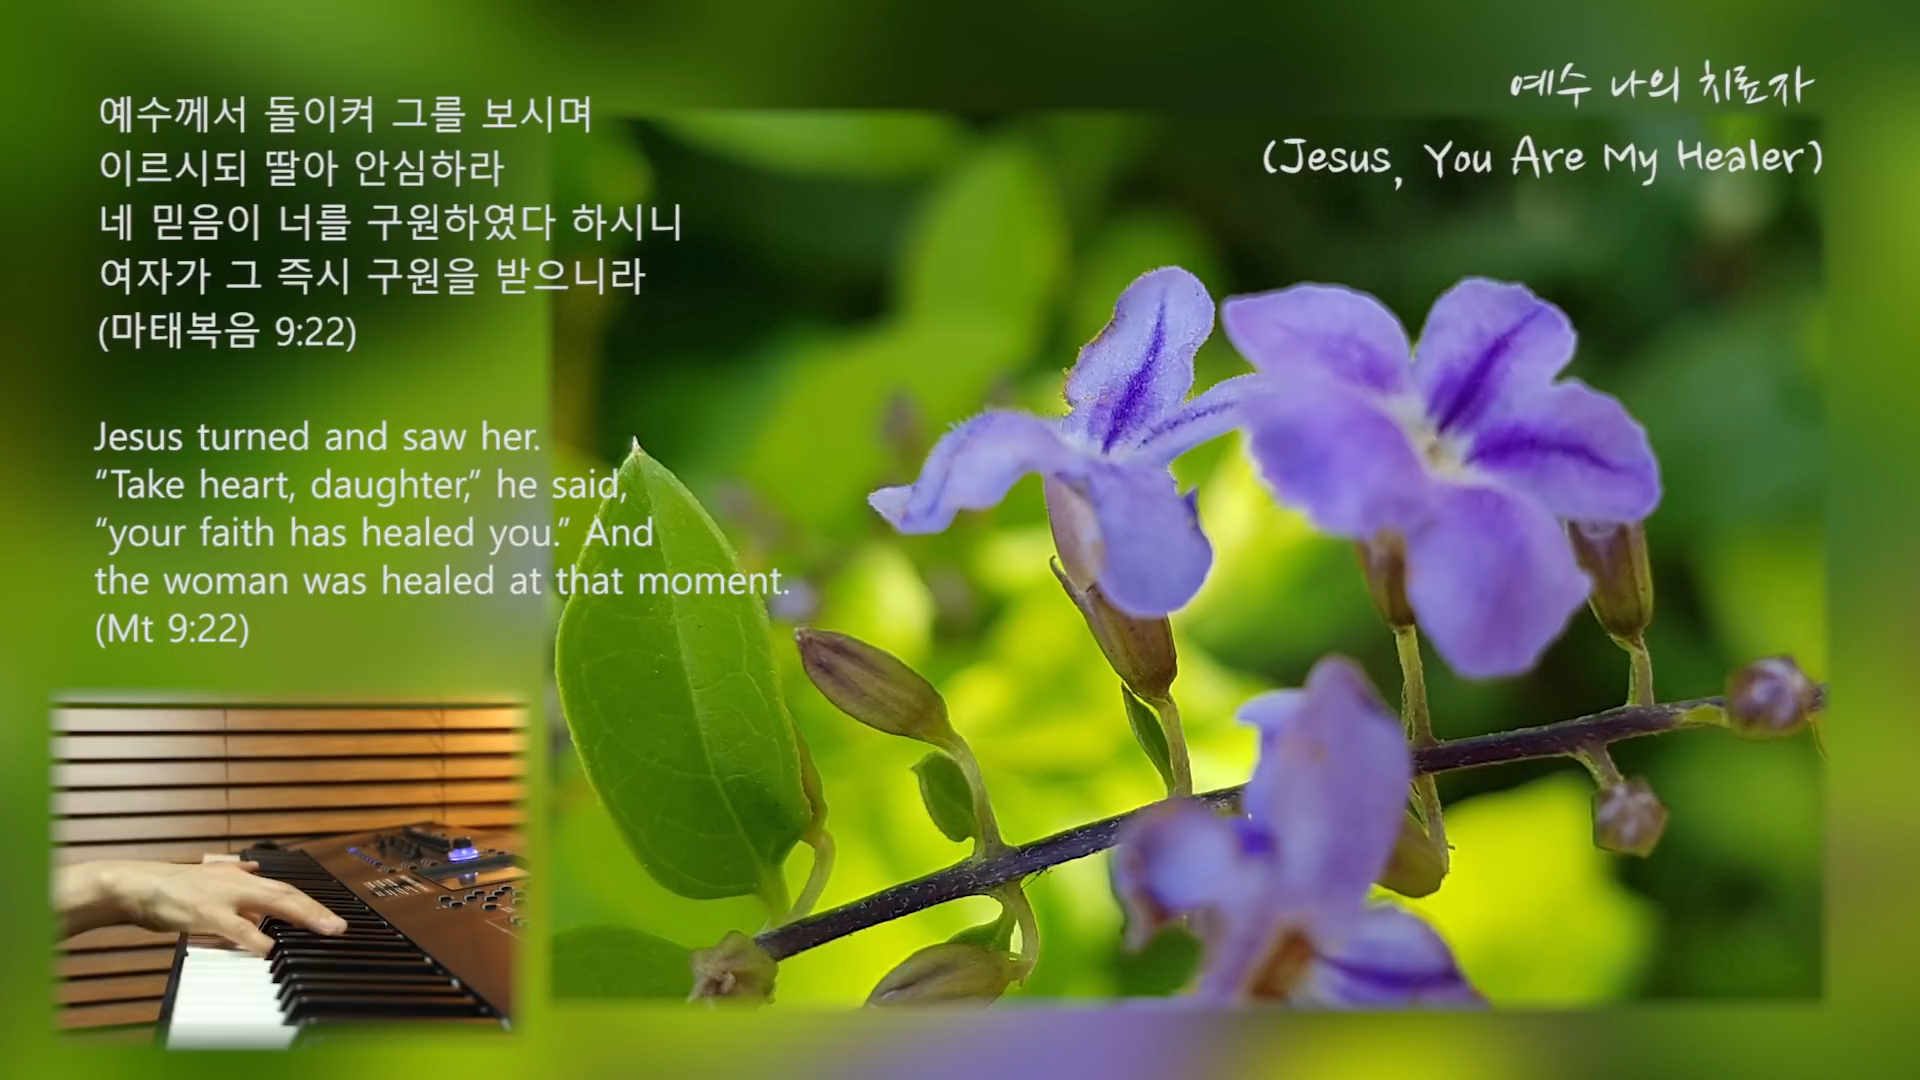 예수께서 돌이켜 그를 보시며
이르시되 딸아 안심하라
네 믿음이 너를 구원하였다 하시니
여자가 그 즉시 구원을 받으니라
(마태복음 9:22)
Jesus turned and saw her.
“Take heart, daughter,” he said,
“your faith has healed you.” And
the woman was healed at that moment.
(Mt 9:22)
예수 나의 치료자
(Jesus, You Are My Healer)